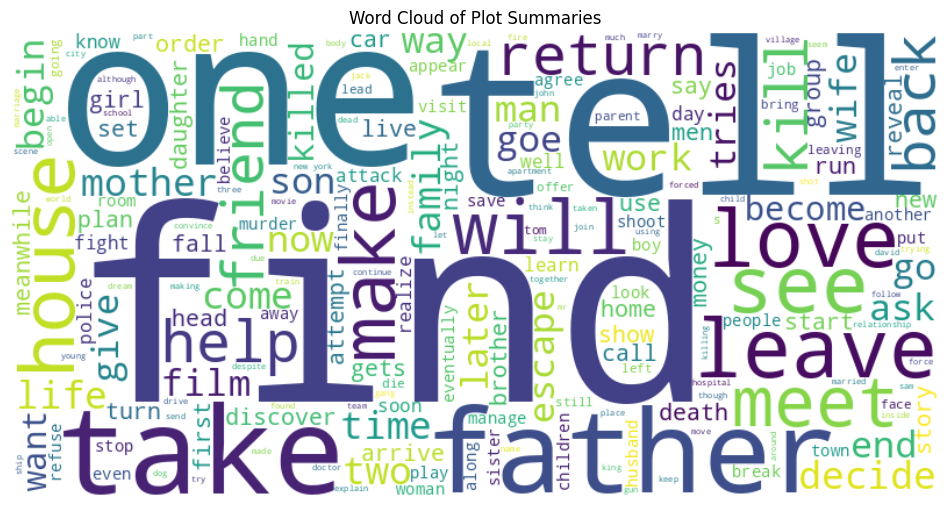 Word Cloud of Plot Summaries
one
tell
find
take
father
return
back
house
friend
make
will
love
see
leave
meet
help
begin
way
kill
killed
wife
tries
man
goe
work
family
mother
son
now
come
give
life
film
time
two
want
later
escape
become
go
ask
end
decide
story
death
know
order
car
hand
going
although
girl
school
set
daughter
believe
lead
live
appear
visit
agree
night
well
say
day
men
parent
job
bring
group
run
leaving
reveal
enter
new
another
put
room
plan
meanwhile
fight
police
fall
murder
attack
finally
movie
new york
three
dead
body
jack
john
party
local
fire
much
marry
village
seem
city
part
marriage
able
open
scene
world
convince
dream
making
due
train
continue
instead
let
apartment
offer
forced
shot
child
s
david
trying
follow
relationship
force
save
tom
use
shoot
boy
think
taken
stay
join
using
together
mr
learn
look
home
show
call
left
money
people
start
killing
hospital
married
sam
though
face
inside
move
head
away
attempt
realize
despite
gets
die
gang
eventually
brother
young
drive
send
found
team
turn
discover
soon
first
stop
even
refuse
ship
try
dog
made
doctor
explain
arrive
play
woman
manage
along
sister
name
still
children
place
king
husband
gun
keep
break
around
town